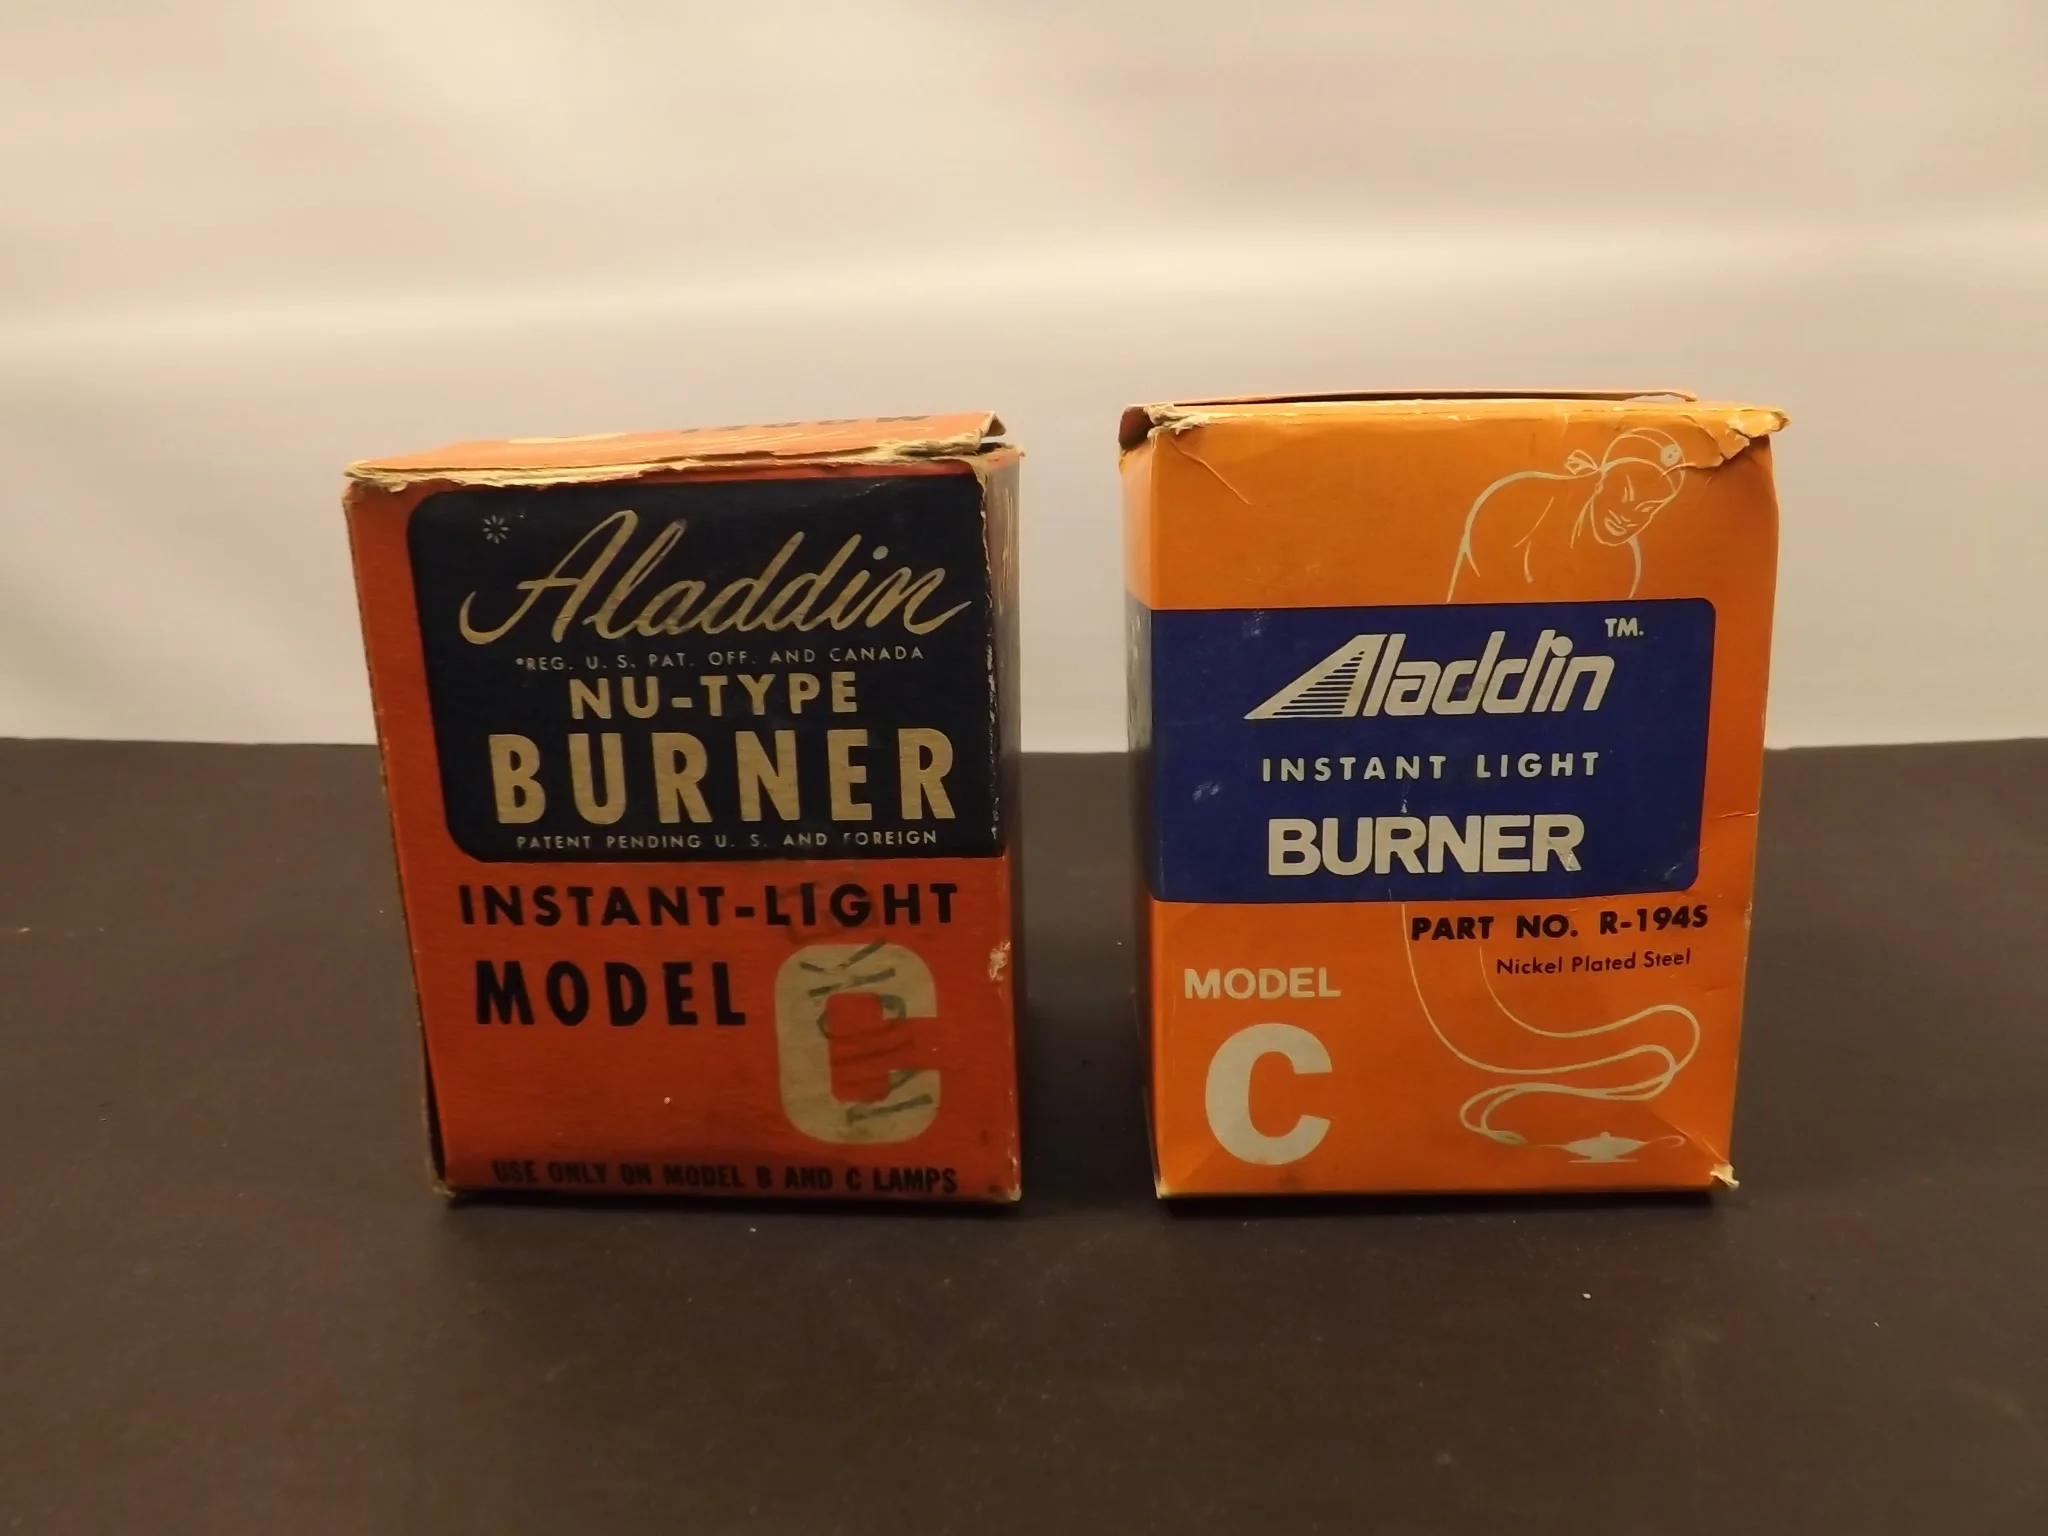 MODEL
Aladdin
*REG. U. S. PAT. OFF. AND CANADA
NU-TYPE
BURNER
PATENT PENDING U. S. AND FOREIGN
INSTANT-LIGHT
MODEL C
USE ONLY ON MODEL B AND C LAMPS
Aladdin TM.
INSTANT LIGHT
BURNER
PART NO. R-194S
Nickel Plated Steel
MODEL
C